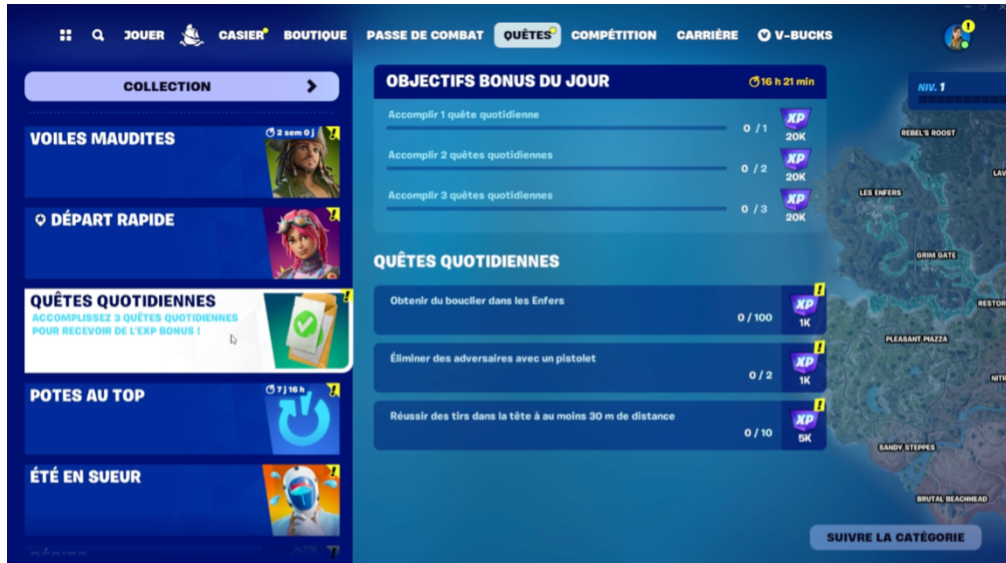 JOUER
CASIER
BOUTIQUE
PASSE DE COMBAT
QUÊTES
COMPÉTITION
CARRIÈRE
V-BUCKS
COLLECTION
VOILES MAUDITES
2 sem 0 j
DÉPART RAPIDE
QUÊTES QUOTIDIENNES
ACCOMPLISSEZ 3 QUÊTES QUOTIDIENNES
POUR RECEVOIR DE L'EXP BONUS !
POTES AU TOP
7 j 16 h
ÉTÉ EN SUEUR
RÉCITS
OBJECTIFS BONUS DU JOUR
16 h 21 min
Accomplir 1 quête quotidienne
0 / 1
XP
20K
Accomplir 2 quêtes quotidiennes
0 / 2
XP
20K
Accomplir 3 quêtes quotidiennes
0 / 3
XP
20K
QUÊTES QUOTIDIENNES
Obtenir du bouclier dans les Enfers
0 / 100
XP
1K
Éliminer des adversaires avec un pistolet
0 / 2
XP
1K
Réussir des tirs dans la tête à au moins 30 m de distance
0 / 10
XP
5K
NIV. 1
REBEL'S ROOST
LAV
LES ENFERS
GRIM GATE
RESTOR
PLEASANT PIAZZA
NITR
SANDY STEPPES
BRUTAL BEACHHEAD
SUIVRE LA CATÉGORIE